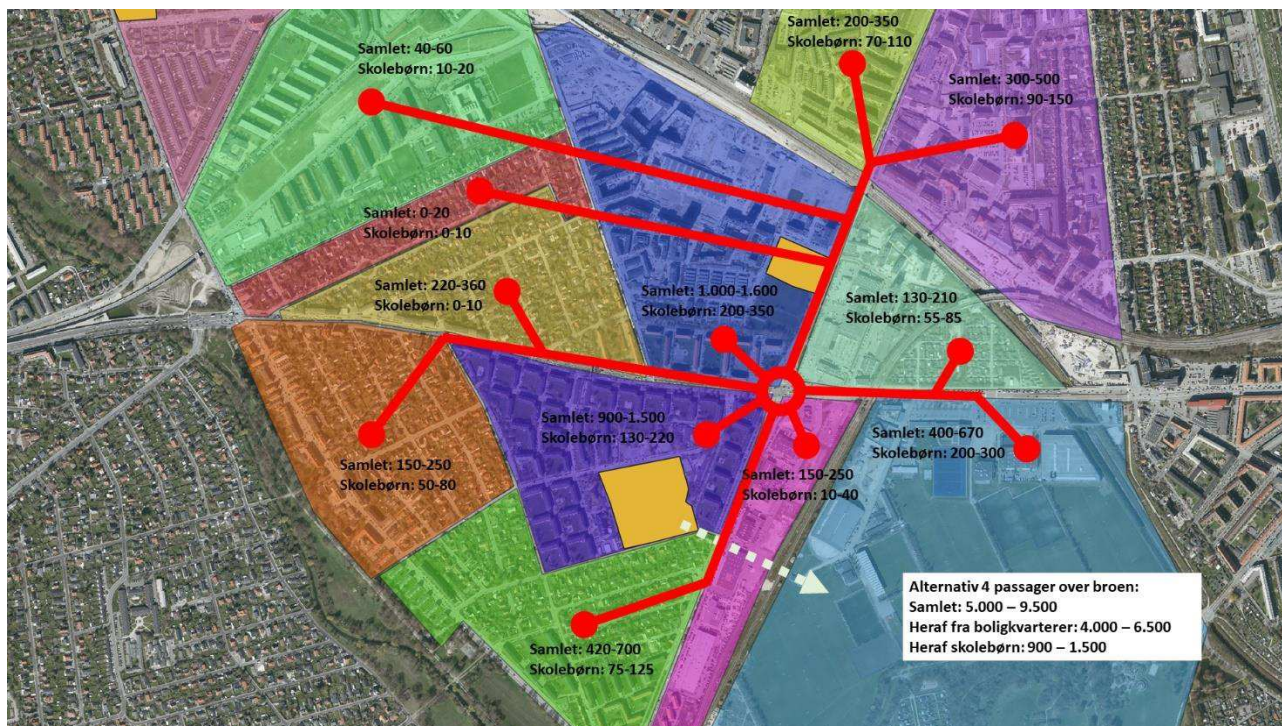 Samlet: 40-60
Skolebørn: 10-20
Samlet: 200-350
Skolebørn: 70-110
Samlet: 300-500
Skolebørn: 90-150
Samlet: 0-20
Skolebørn: 0-10
Samlet: 220-360
Skolebørn: 0-10
Samlet: 1.000-1.600
Skolebørn: 200-350
Samlet: 130-210
Skolebørn: 55-85
Samlet: 900-1.500
Skolebørn: 130-220
Samlet: 400-670
Skolebørn: 200-300
Samlet: 150-250
Skolebørn: 50-80
Samlet: 150-250
Skolebørn: 10-40
Samlet: 420-700
Skolebørn: 75-125
Alternativ 4 passager over broen:
Samlet: 5.000 – 9.500
Heraf fra boligkvarterer: 4.000 – 6.500
Heraf skolebørn: 900 – 1.500